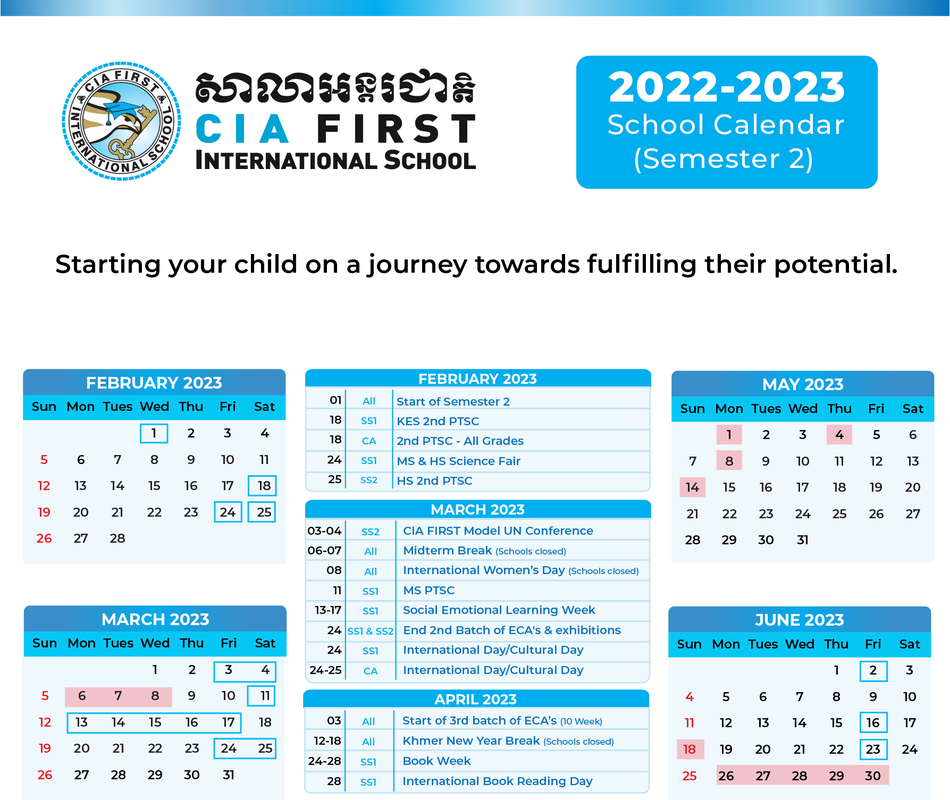 CIA FIRST
INTERNATIONAL SCHOOL
សាលាអន្តរជាតិ
CIA FIRST
INTERNATIONAL SCHOOL
2022-2023
School Calendar
(Semester 2)
Starting your child on a journey towards fulfilling their potential.
FEBRUARY 2023
Sun Mon Tues Wed Thu Fri Sat
1 2 3 4
5 6 7 8 9 10 11
12 13 14 15 16 17 18
19 20 21 22 23 24 25
26 27 28
MARCH 2023
Sun Mon Tues Wed Thu Fri Sat
1 2 3 4
5 6 7 8 9 10 11
12 13 14 15 16 17 18
19 20 21 22 23 24 25
26 27 28 29 30 31
FEBRUARY 2023
01 All Start of Semester 2
18 SS1 KES 2nd PTSC
18 CA 2nd PTSC - All Grades
24 SS1 MS & HS Science Fair
25 SS2 HS 2nd PTSC
MARCH 2023
03-04 SS2 CIA FIRST Model UN Conference
06-07 All Midterm Break (Schools closed)
08 All International Women's Day (Schools closed)
11 SS1 MS PTSC
13-17 SS1 Social Emotional Learning Week
24 SS1 & SS2 End 2nd Batch of ECA's & exhibitions
24 SS1 International Day/Cultural Day
24-25 CA International Day/Cultural Day
APRIL 2023
03 All Start of 3rd batch of ECA's (10 Week)
12-18 All Khmer New Year Break (Schools closed)
24-28 SS1 Book Week
28 SS1 International Book Reading Day
MAY 2023
Sun Mon Tues Wed Thu Fri Sat
1 2 3 4 5 6
7 8 9 10 11 12 13
14 15 16 17 18 19 20
21 22 23 24 25 26 27
28 29 30 31
JUNE 2023
Sun Mon Tues Wed Thu Fri Sat
1 2 3
4 5 6 7 8 9 10
11 12 13 14 15 16 17
18 19 20 21 22 23 24
25 26 27 28 29 30